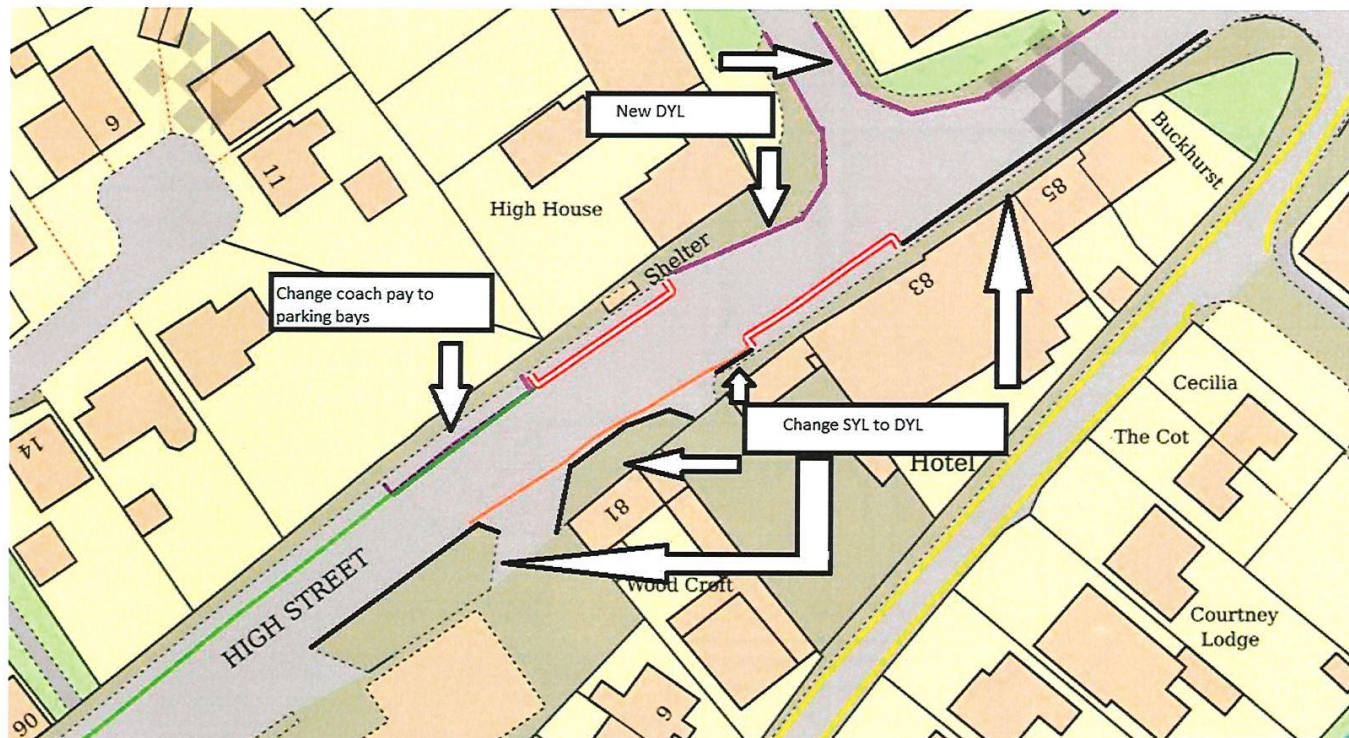 9
11
New DYL
High House
Shelter
Change coach pay to
parking bays
Buckhurst
85
83
Change SYL to DYL
Hotel
Cecilia
The Cot
14
81
HIGH STREET
Wood Croft
Courtney
Lodge
9
90